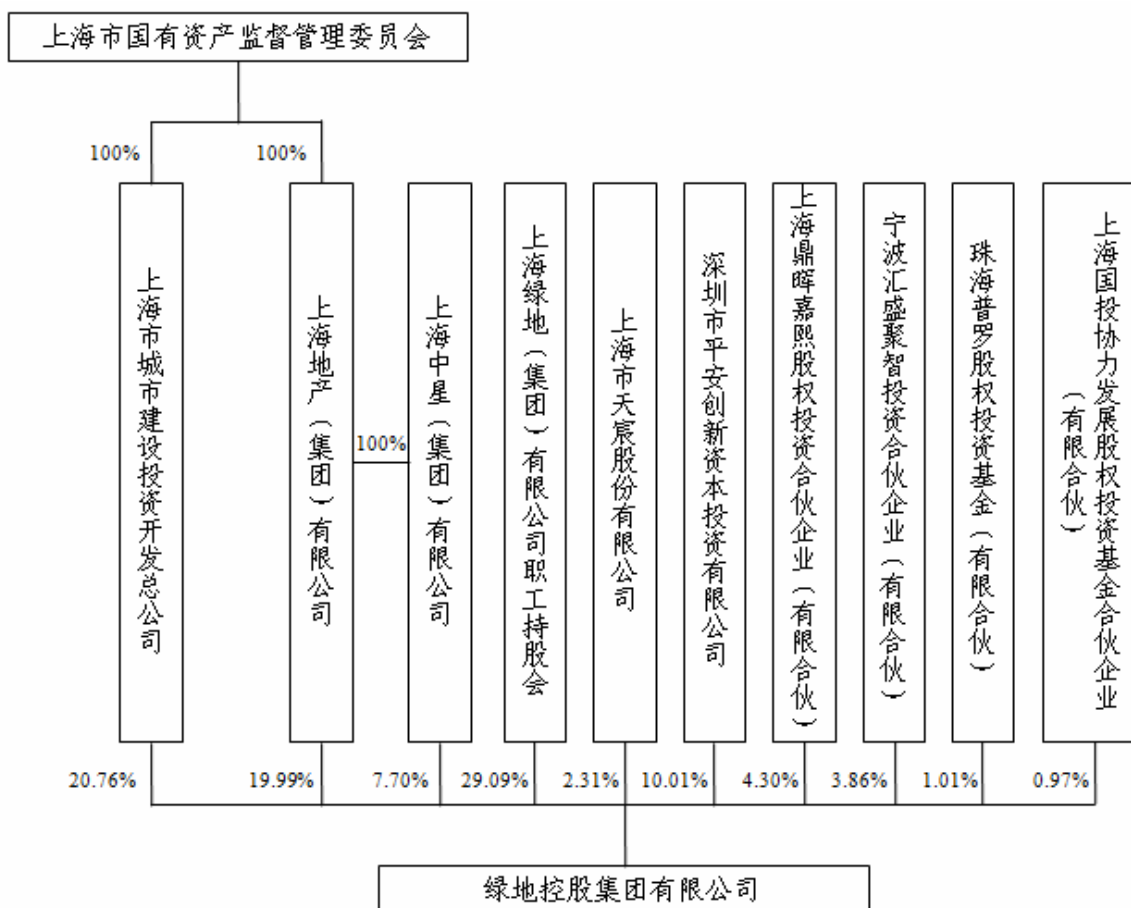 上海市国有资产监督管理委员会
100%
100%
上海市城市建设投资开发总公司
上海地产（集团）有限公司
100%
上海中星（集团）有限公司
上海绿地（集团）有限公司职工持股会
上海市天宸股份有限公司
深圳市平安创新资本投资有限公司
上海鼎晖嘉熙股权投资合伙企业（有限合伙）
宁波汇盛聚智投资合伙企业（有限合伙）
珠海普罗股权投资基金（有限合伙）
上海国投协力发展股权投资基金合伙企业
（有限合伙）
20.76%
19.99%
7.70%
29.09%
2.31%
10.01%
4.30%
3.86%
1.01%
0.97%
绿地控股集团有限公司